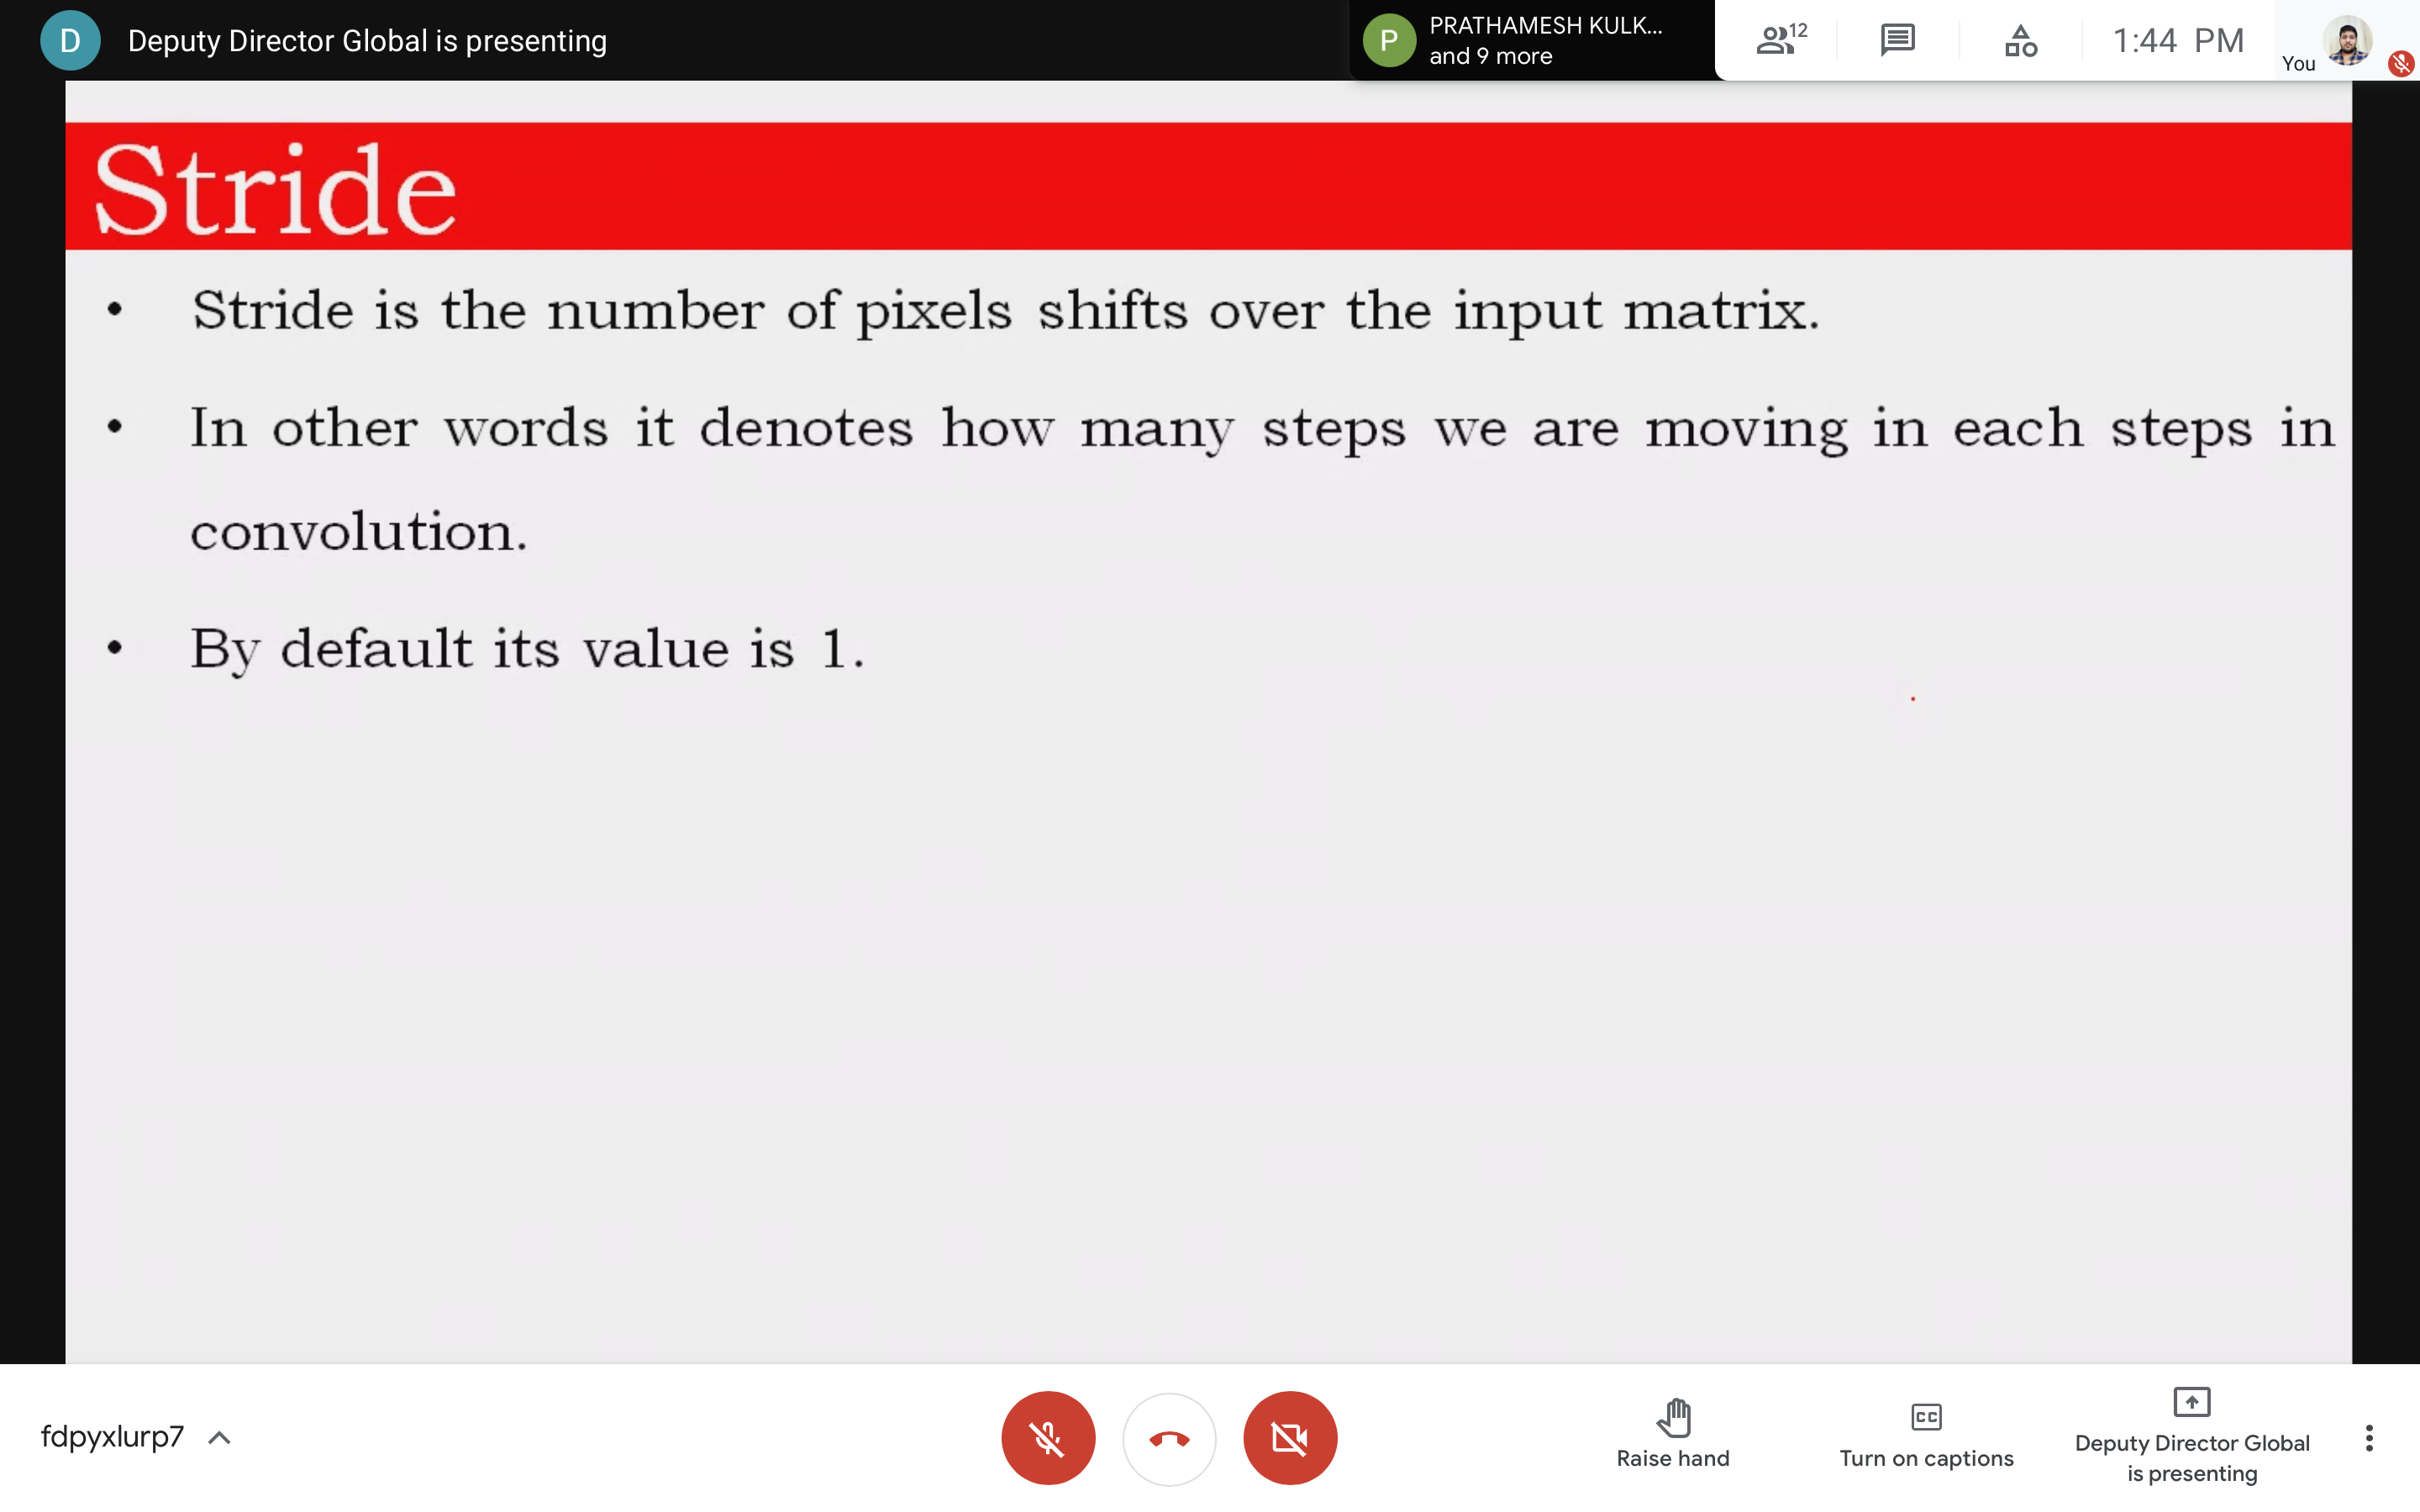 D Deputy Director Global is presenting
P PRATHAMESH KULK...
and 9 more
12
1:44 PM
You
Stride
• Stride is the number of pixels shifts over the input matrix.
• In other words it denotes how many steps we are moving in each steps in
convolution.
• By default its value is 1.
fdpyxlurp7
Raise hand
CC
Turn on captions
Deputy Director Global
is presenting